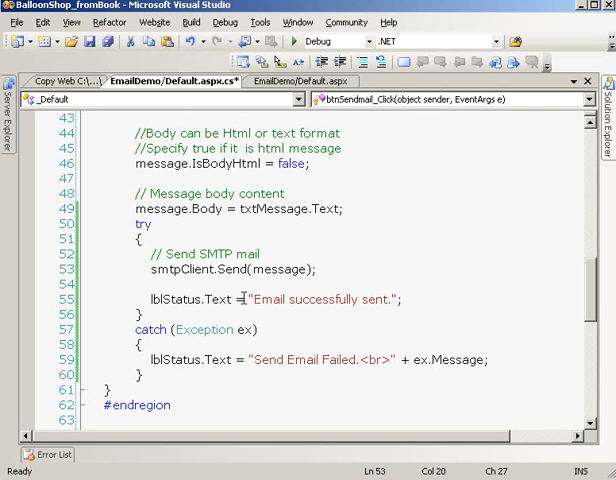 BalloonShop_fromBook - Microsoft Visual Studio
File Edit View Refactor Website Build Debug Tools Window Community Help
Debug .NET
Copy Web C:\...\ EmailDemo/Default.aspx.cs* EmailDemo/Default.aspx
_Default btnSendmail_Click(object sender, EventArgs e)
Server Explorer
Solution Explorer
43
44 //Body can be Html or text format
45 //Specify true if it is html message
46 message.IsBodyHtml = false;
47
48 // Message body content
49 message.Body = txtMessage.Text;
50 try
51 {
52 // Send SMTP mail
53 smtpClient.Send(message);
54
55 lblStatus.Text = "Email successfully sent.";
56 }
57 catch (Exception ex)
58 {
59 lblStatus.Text = "Send Email Failed.<br>" + ex.Message;
60 }
61 }
62 #endregion
63
Error List
Ready Ln 53 Col 20 Ch 27 INS